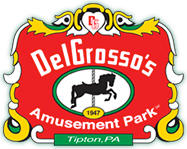 DelGrosso's
1947
Amusement Park
Tipton, PA